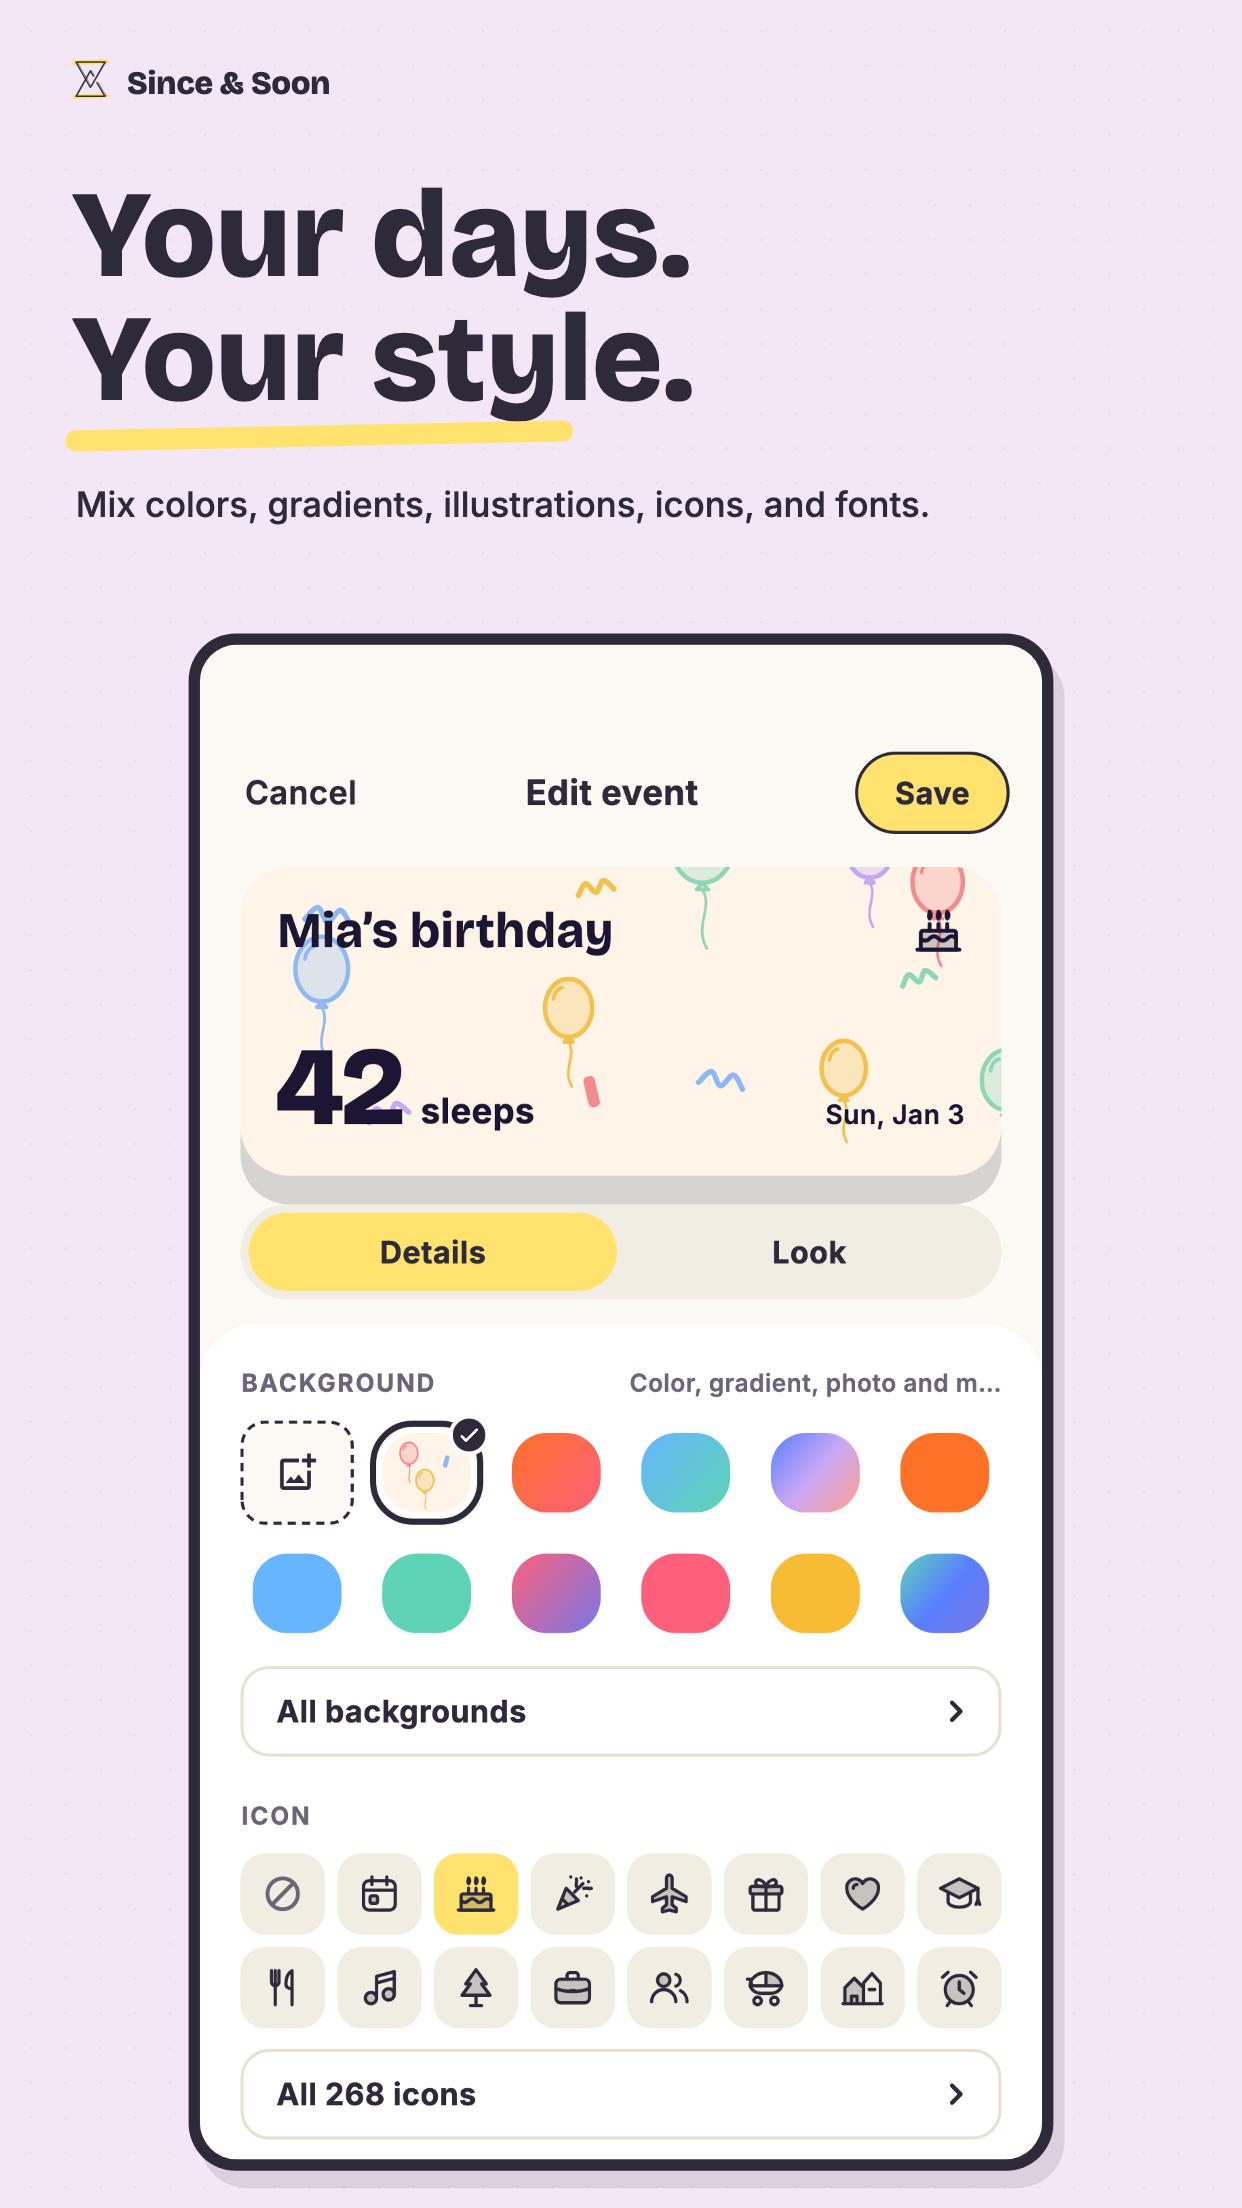 Since & Soon
Your days.
Your style.
Mix colors, gradients, illustrations, icons, and fonts.
Cancel
Edit event
Save
Mia's birthday
42 sleeps
Sun, Jan 3
Details
Look
BACKGROUND
Color, gradient, photo and m...
All backgrounds
ICON
All 268 icons